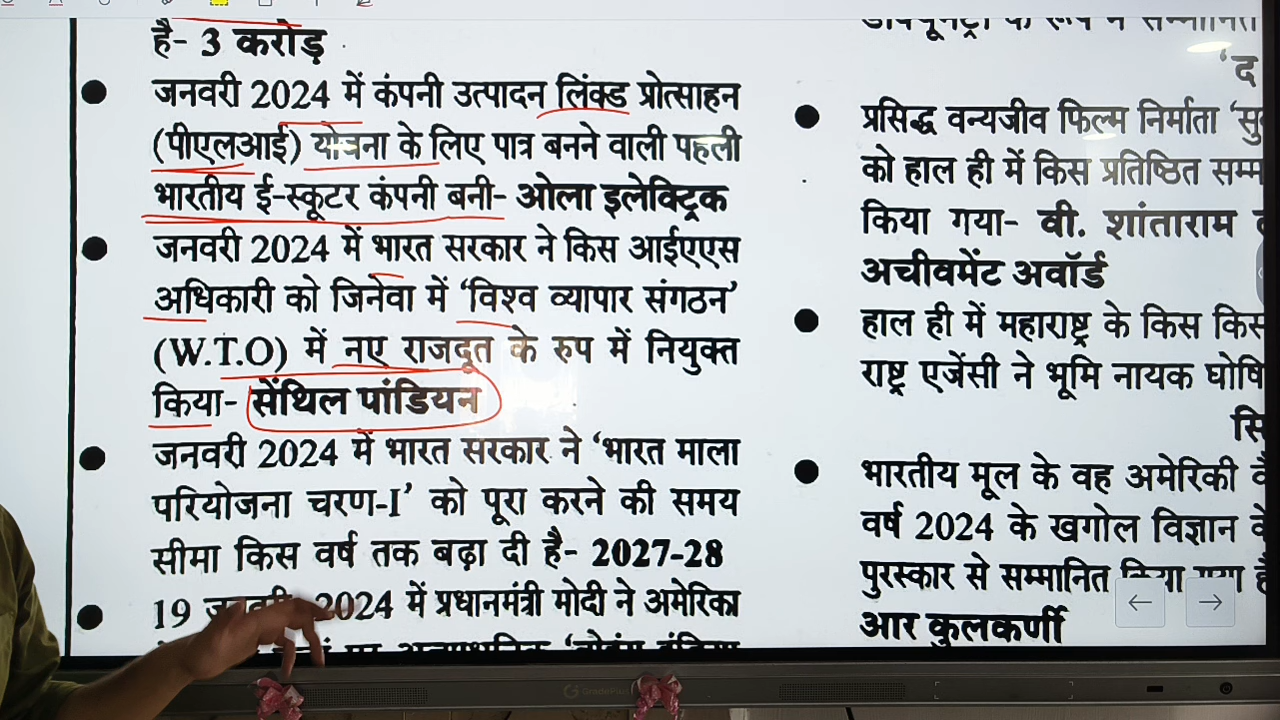 है- 3 करोड़
जनवरी 2024 में कंपनी उत्पादन लिंक्ड प्रोत्साहन
(पीएलआई) योजना के लिए पात्र बनने वाली पहली
भारतीय ई-स्कूटर कंपनी बनी- ओला इलेक्ट्रिक
जनवरी 2024 में भारत सरकार ने किस आईएएस
अधिकारी को जिनेवा में 'विश्व व्यापार संगठन'
(W.T.O) में नए राजदूत के रुप में नियुक्त
किया- सेंथिल पांडियन
जनवरी 2024 में भारत सरकार ने 'भारत माला
परियोजना चरण-I' को पूरा करने की समय
सीमा किस वर्ष तक बढ़ा दी है- 2027-28
19 जनवरी 2024 में प्रधानमंत्री मोदी ने अमेरिका
के रूप में सम्मानित
'द
प्रसिद्ध वन्यजीव फिल्म निर्माता
को हाल ही में किस प्रतिष्ठित
किया गया- वी. शांताराम
अचीवमेंट अवॉर्ड
हाल ही में महाराष्ट्र के किस
राष्ट्र एजेंसी ने भूमि नायक
भारतीय मूल के वह अमेरिकी
वर्ष 2024 के खगोल विज्ञान
पुरस्कार से सम्मानित किया गया
आर कुलकर्णी